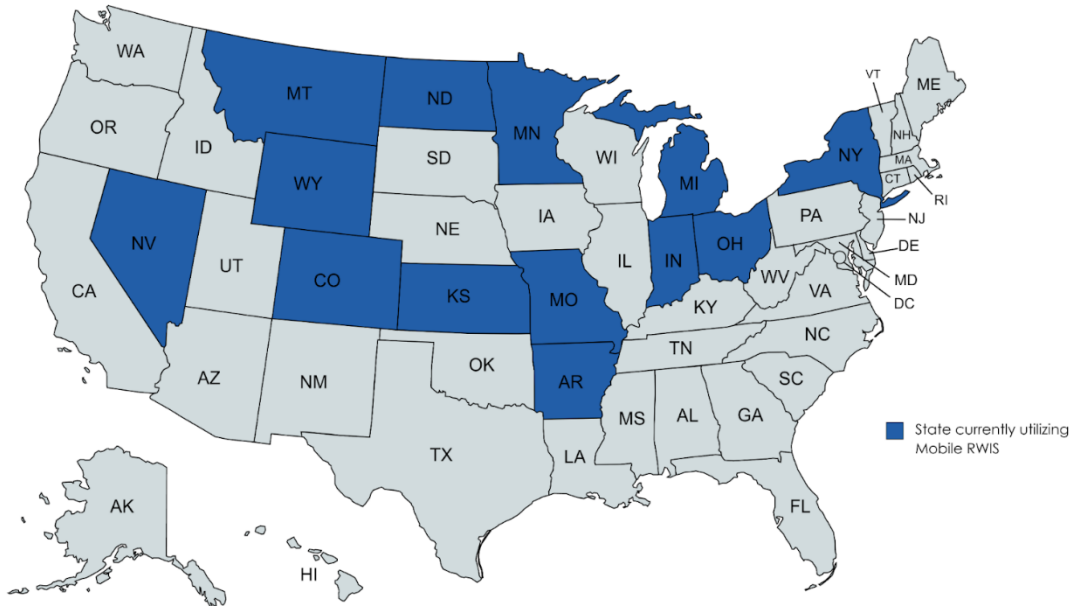 WA
MT
ND
MN
VT
ME
OR
ID
SD
WI
NH
NY
MA
WY
MI
CT
RI
IA
PA
NJ
NE
NV
OH
DE
UT
IL
IN
CA
CO
WV
MD
KS
MO
VA
DC
KY
NC
TN
OK
AZ
NM
AR
SC
MS
AL
GA
State currently utilizing
Mobile RWIS
TX
LA
AK
FL
HI